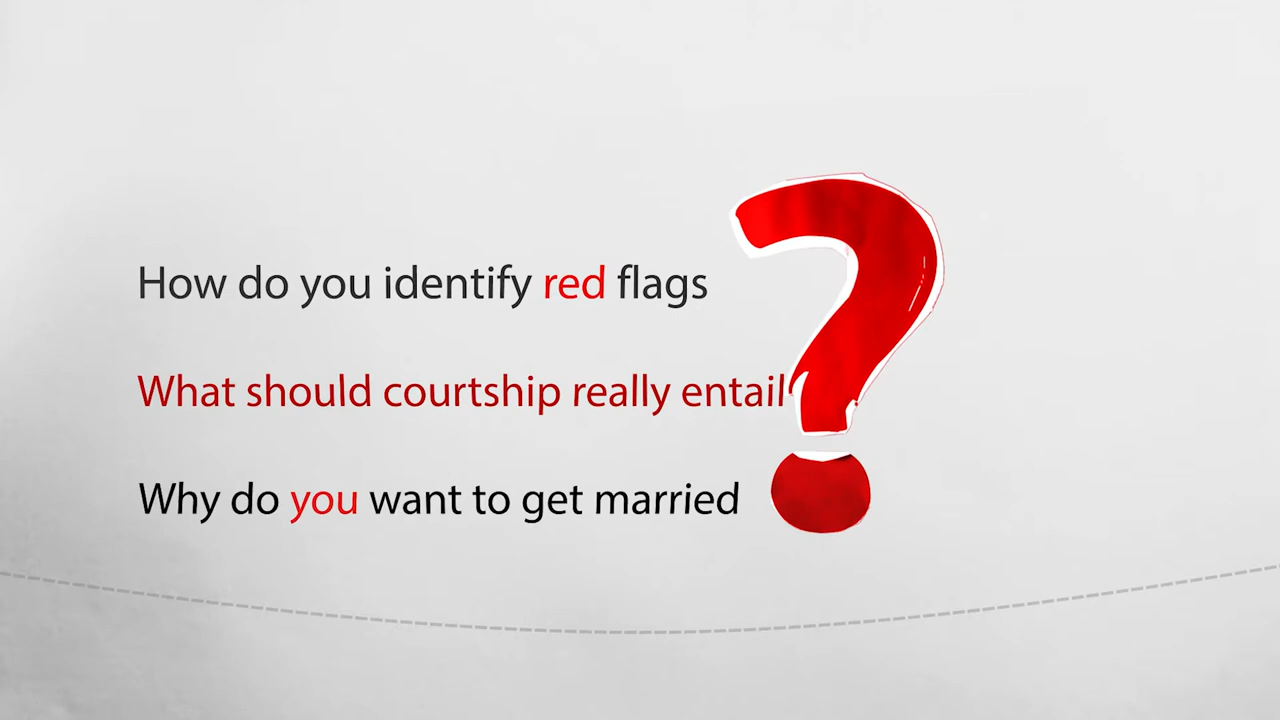 How do you identify red flags
What should courtship really entail
Why do you want to get married
?